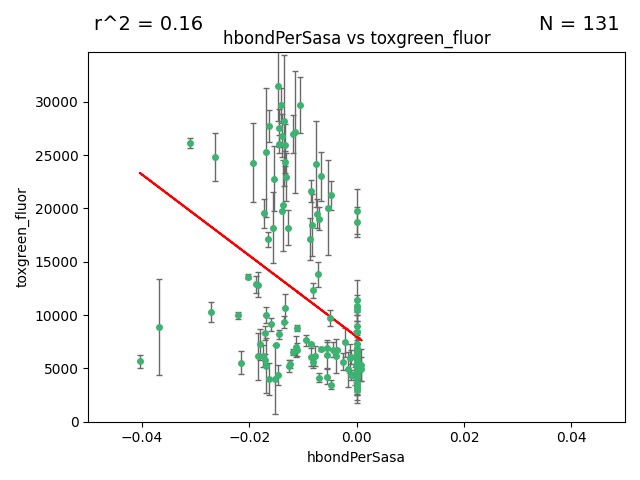 r^2 = 0.16
N = 131
hbondPerSasa vs toxgreen_fluor
30000
25000
20000
15000
10000
5000
0
toxgreen_fluor
−0.04
−0.02
0.00
0.02
0.04
hbondPerSasa